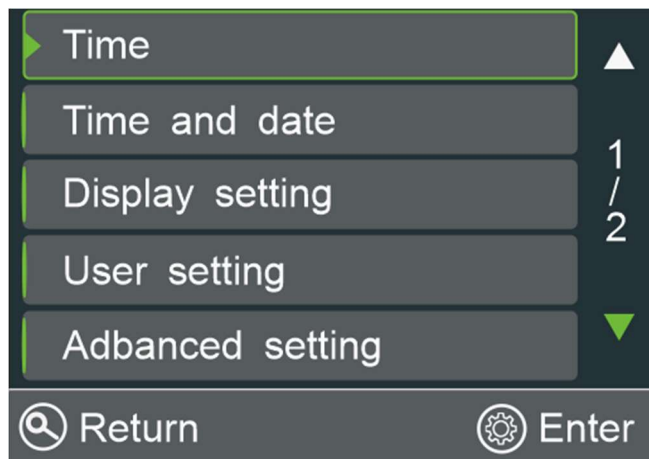 Time
Time and date
Display setting
User setting
Adbanced setting
1
/
2
Return
Enter